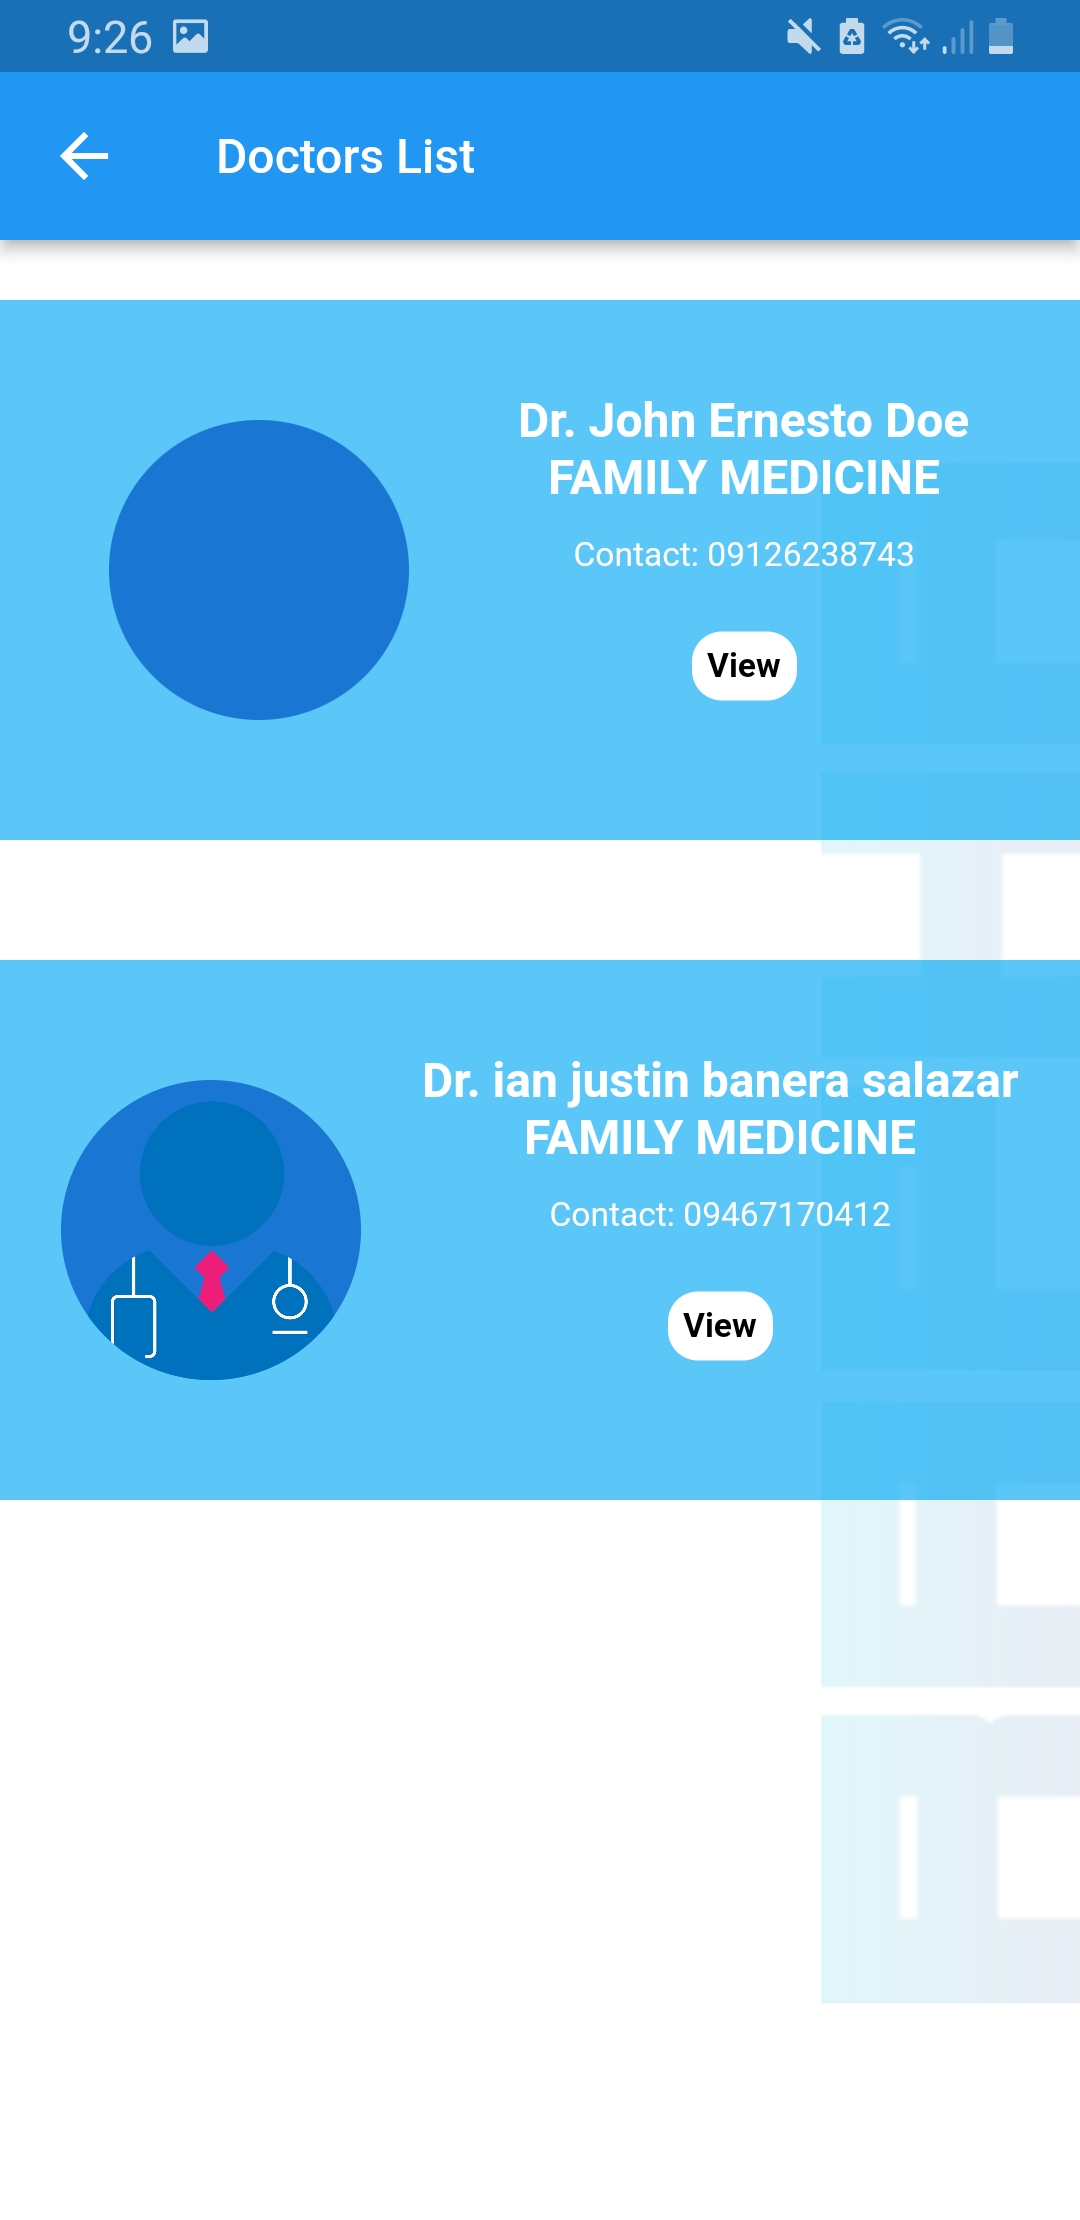 9:26
Doctors List
Dr. John Ernesto Doe
FAMILY MEDICINE
Contact: 09126238743
View
Dr. ian justin banera salazar
FAMILY MEDICINE
Contact: 09467170412
View